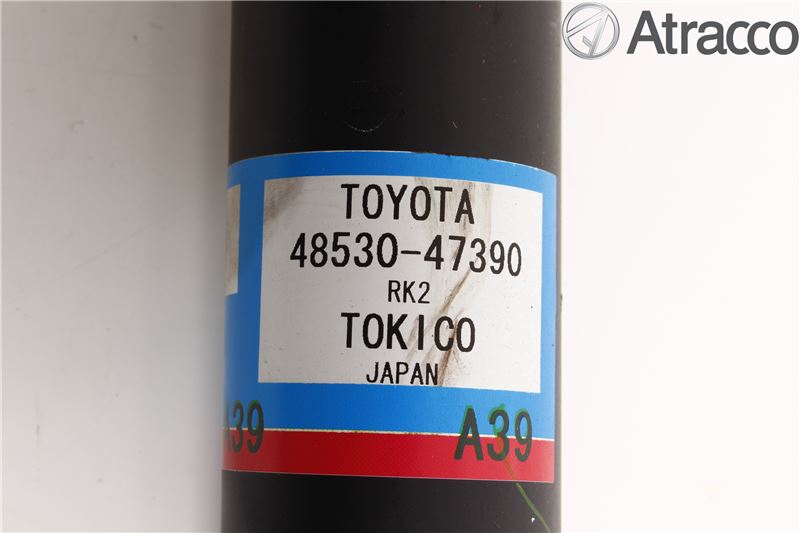 Atracco
TOYOTA
48530-47390
RK2
TOKICO
JAPAN
A39
A39